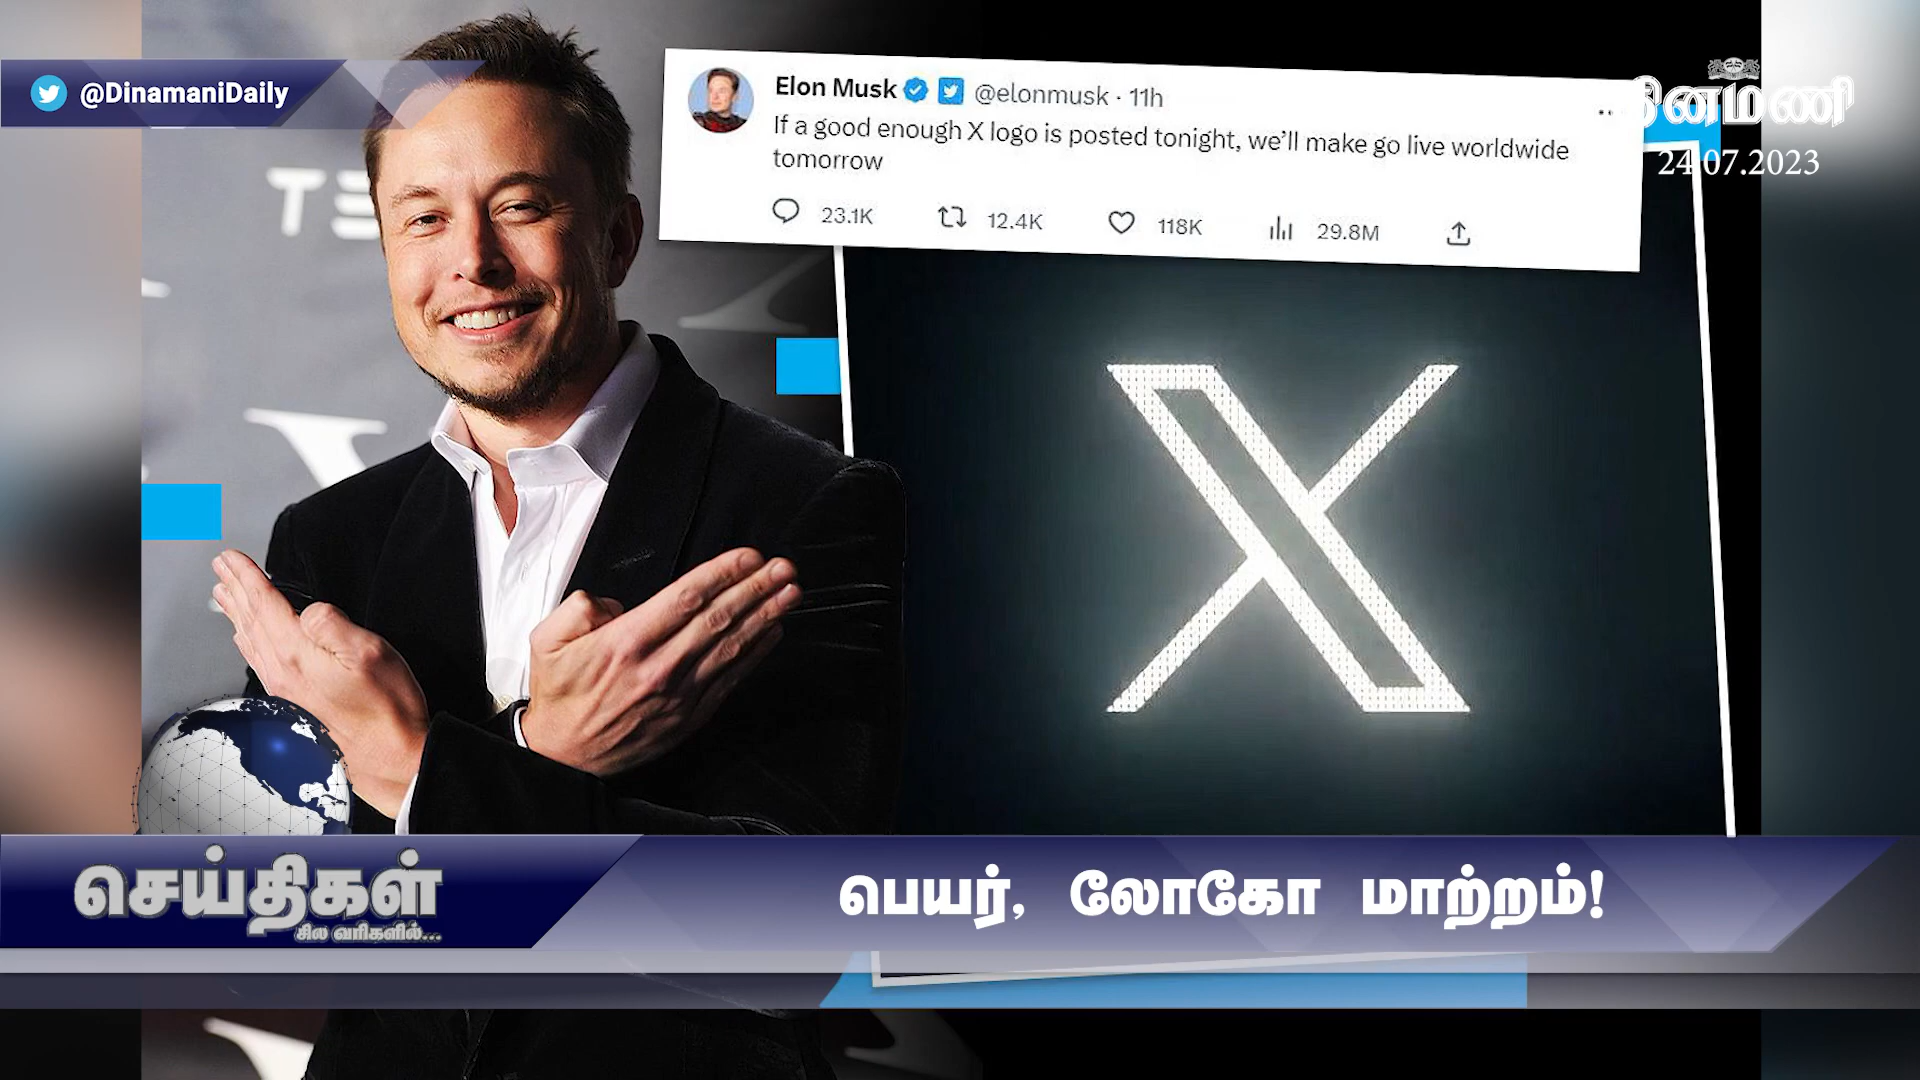 @DinamaniDaily
Elon Musk @elonmusk · 11h
If a good enough X logo is posted tonight, we'll make go live worldwide
tomorrow
23.1K 12.4K 118K 29.8M
தினமணி
24.07.2023
TE
X
செய்திகள்
சில வரிகளில்...
பெயர், லோகோ மாற்றம்!